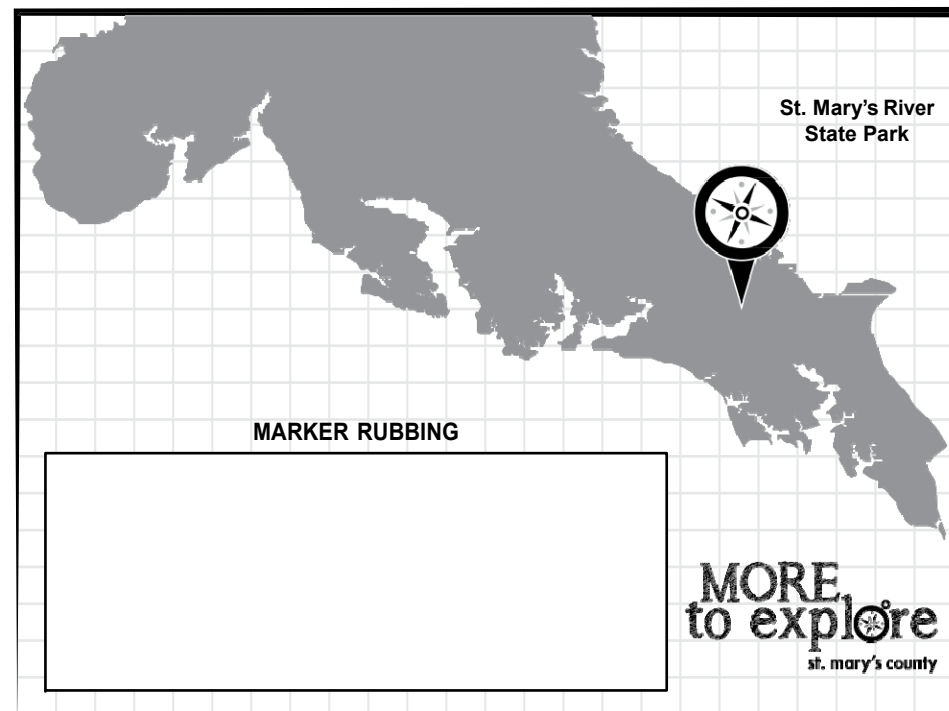 St. Mary’s River
State Park
MARKER RUBBING
MORE
to explore
st. mary's county